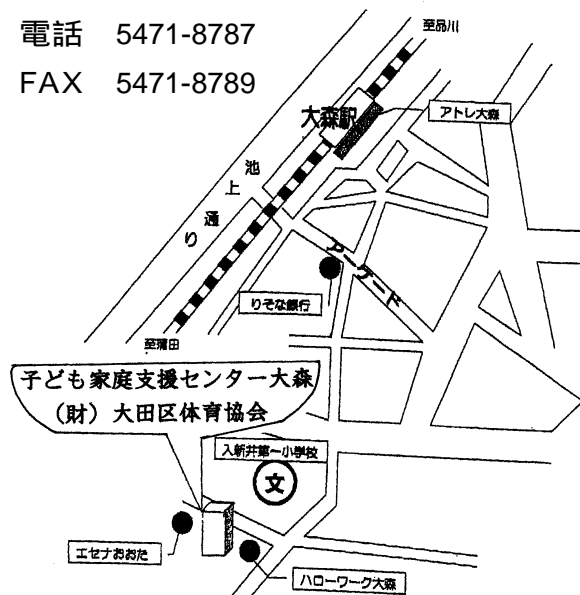 電話 5471-8787
FAX 5471-8789
至品川
大森駅
アトレ大森
池上通り
アーケード
りそな銀行
至蒲田
子ども家庭支援センター大森
(財)大田区体育協会
入新井第一小学校
文
エセナおおた
ハローワーク大森